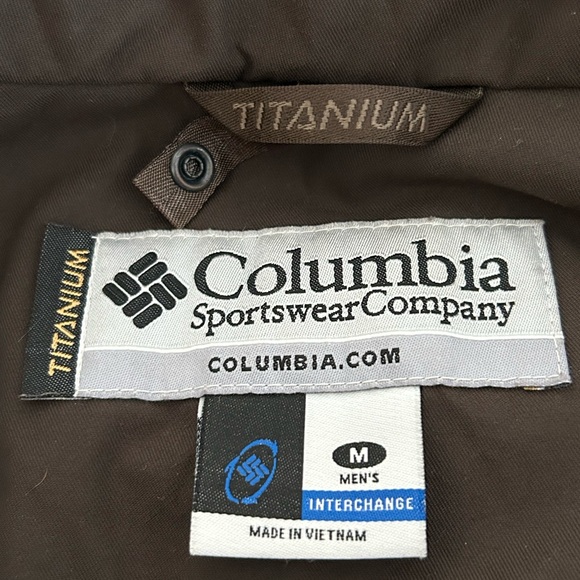 TITANIUM
TITANIUM
Columbia
Sportswear Company
COLUMBIA.COM
M
MEN'S
INTERCHANGE
MADE IN VIETNAM